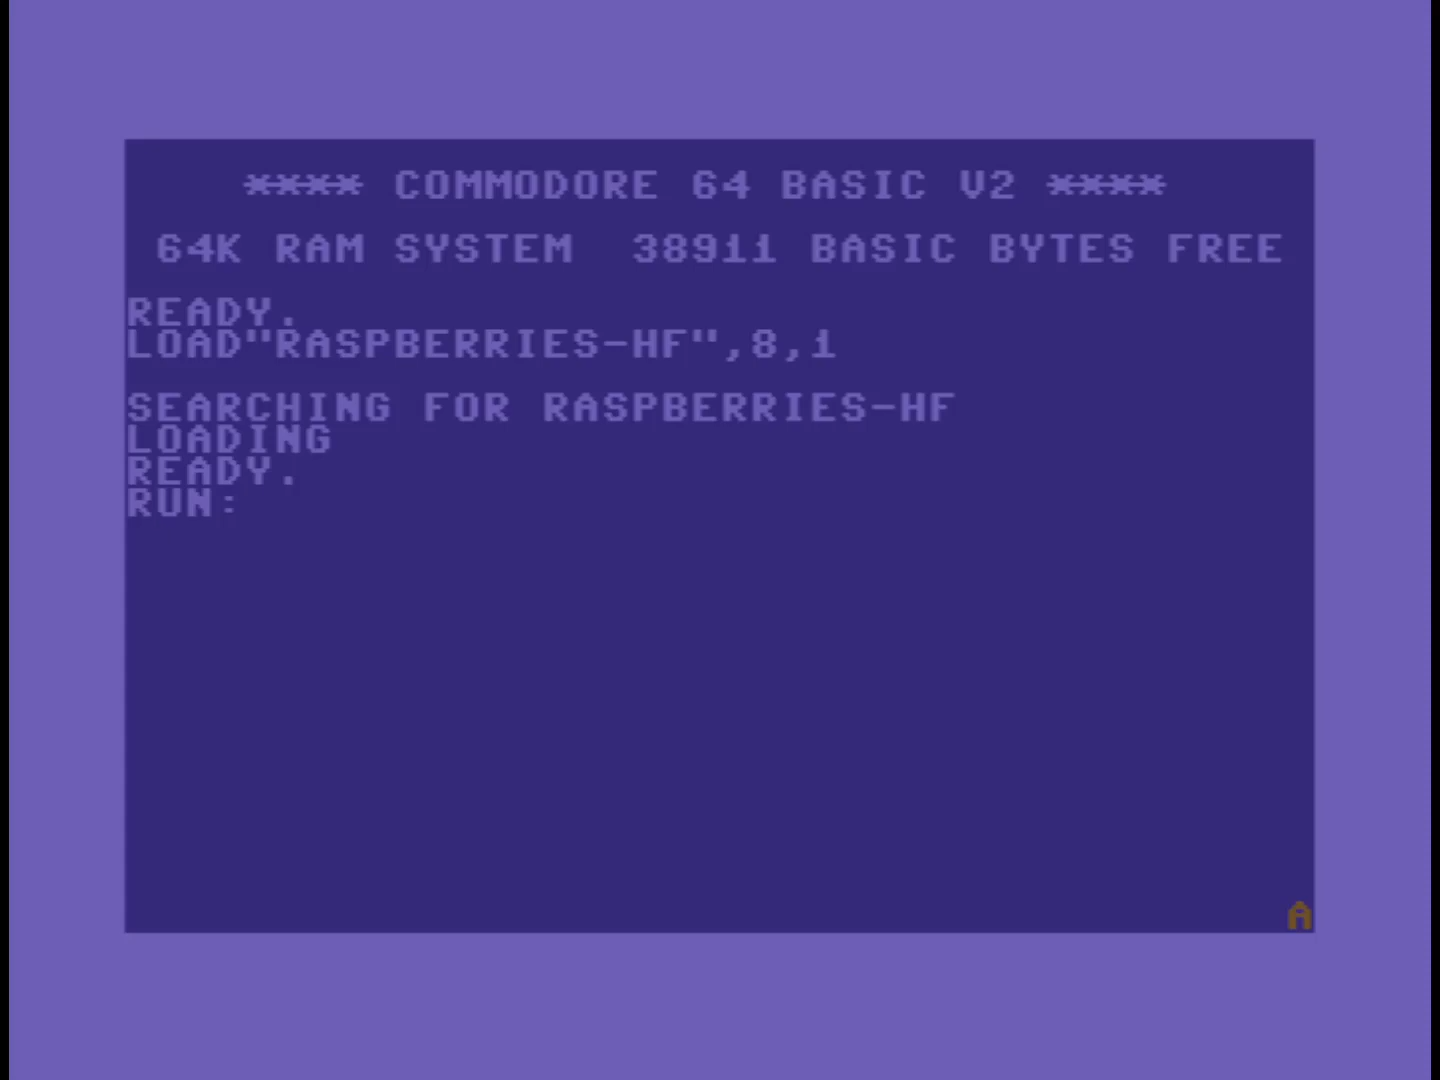 **** COMMODORE 64 BASIC V2 ****
64K RAM SYSTEM  38911 BASIC BYTES FREE
READY.
LOAD"RASPBERRIES-HF",8,1
SEARCHING FOR RASPBERRIES-HF
LOADING
READY.
RUN:
A